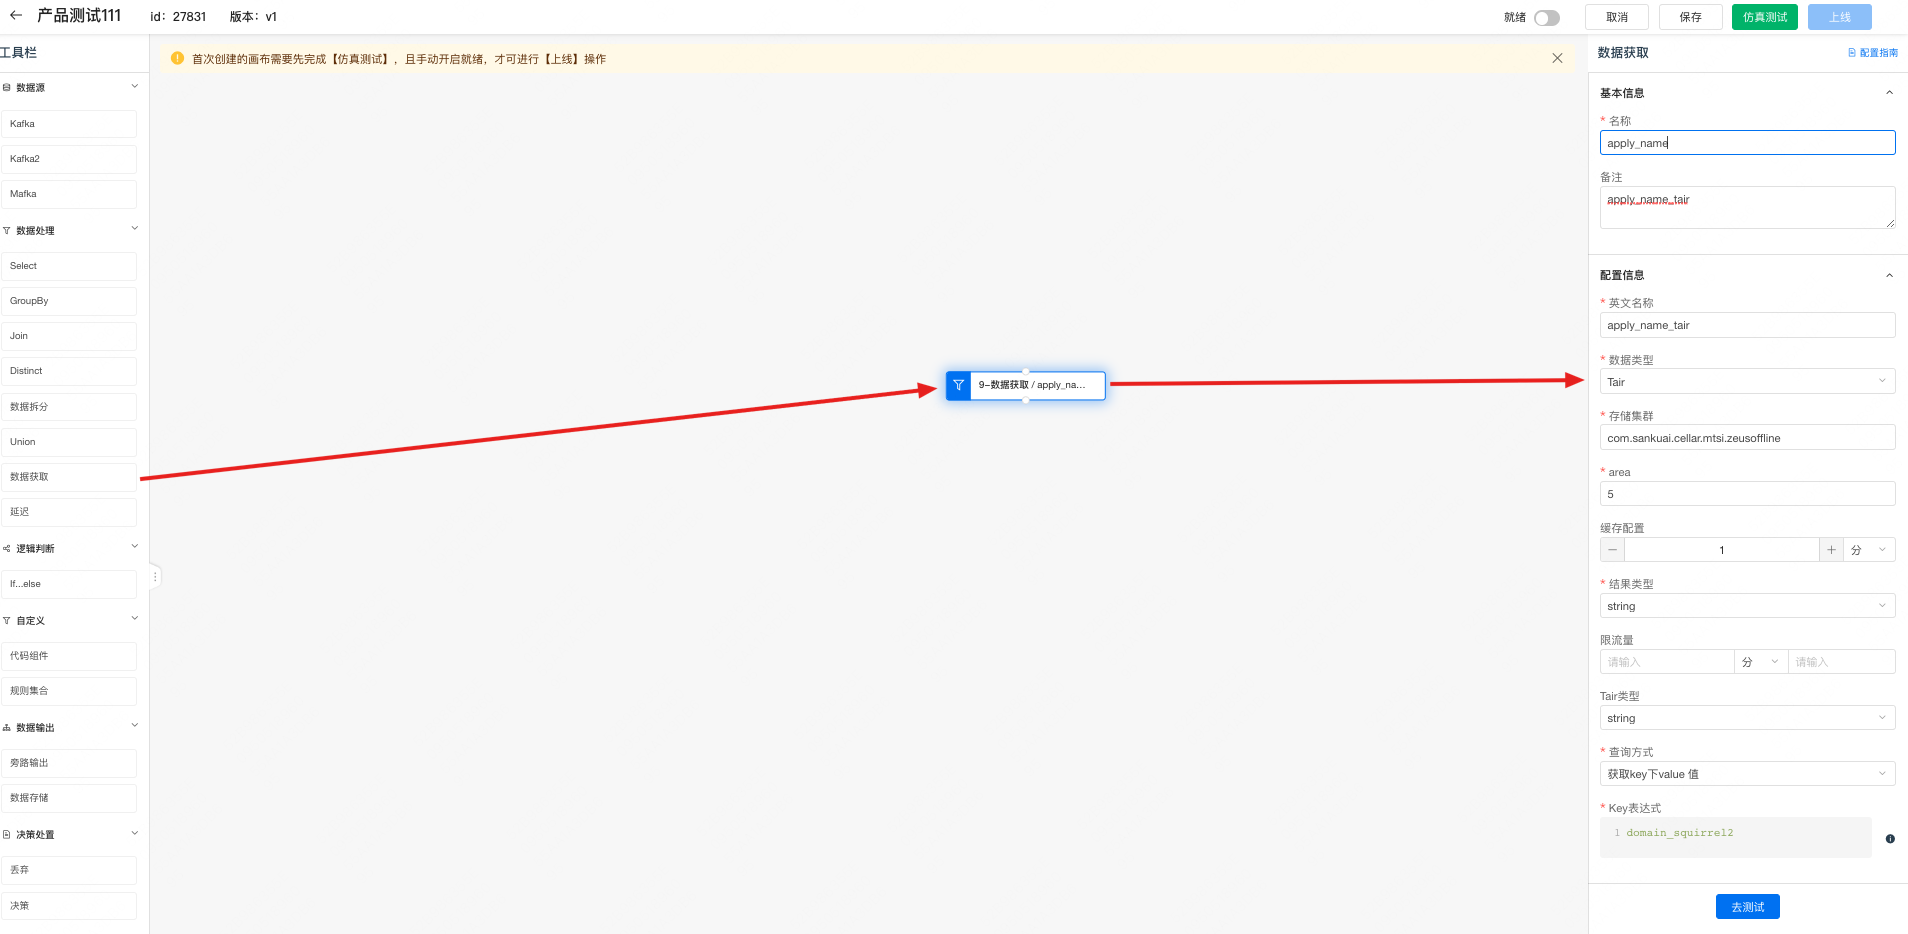 产品测试111 id：27831 版本：v1 就绪 取消 保存 仿真测试 上线
工具栏
数据源
Kafka
Kafka2
Mafka
数据处理
Select
GroupBy
Join
Distinct
数据拆分
Union
数据获取
延迟
逻辑判断
If...else
自定义
代码组件
规则集合
数据输出
旁路输出
数据存储
决策处置
丢弃
决策
首次创建的画布需要先完成【仿真测试】，且手动开启就绪，才可进行【上线】操作
9-数据获取 / apply_na...
数据获取 配置指南
基本信息
* 名称
apply_name
备注
apply_name_tair
配置信息
* 英文名称
apply_name_tair
* 数据类型
Tair
* 存储集群
com.sankuai.cellar.mtsi.zeusoffline
* area
5
缓存配置
1 分
* 结果类型
string
限流量
请输入 分 请输入
Tair类型
string
* 查询方式
获取key下value 值
* Key表达式
1 domain_squirrel2
去测试